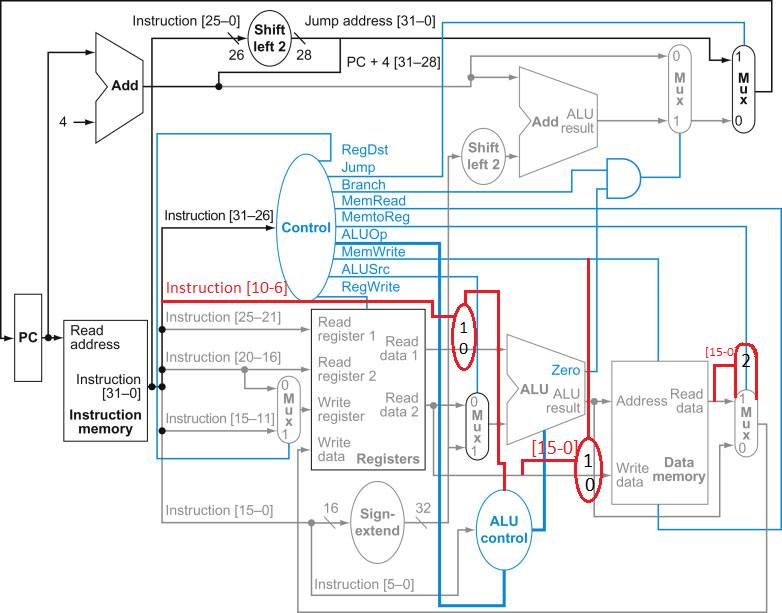 Instruction [25–0]
Shift
left 2
Jump address [31–0]
26
28
PC + 4 [31–28]
Add
4
1
M
u
x
0
0
M
u
x
1
Add
ALU
result
Shift
left 2
RegDst
Jump
Branch
MemRead
MemtoReg
ALUOp
MemWrite
ALUSrc
RegWrite
Instruction [31–26]
Control
Instruction [10-6]
PC
Read
address
Instruction
[31–0]
Instruction
memory
Instruction [25–21]
Instruction [20–16]
Instruction [15–11]
0
M
u
x
1
Read
register 1
Read
register 2
Write
register
Write
data
Read
data 1
Read
data 2
Registers
1
0
0
M
u
x
1
Zero
ALU
ALU
result
[15-0]
1
0
Address
Read
data
Write
data
Data
memory
[15-0]
2
1
M
u
x
0
Instruction [15–0]
16
Sign-
extend
32
ALU
control
Instruction [5–0]